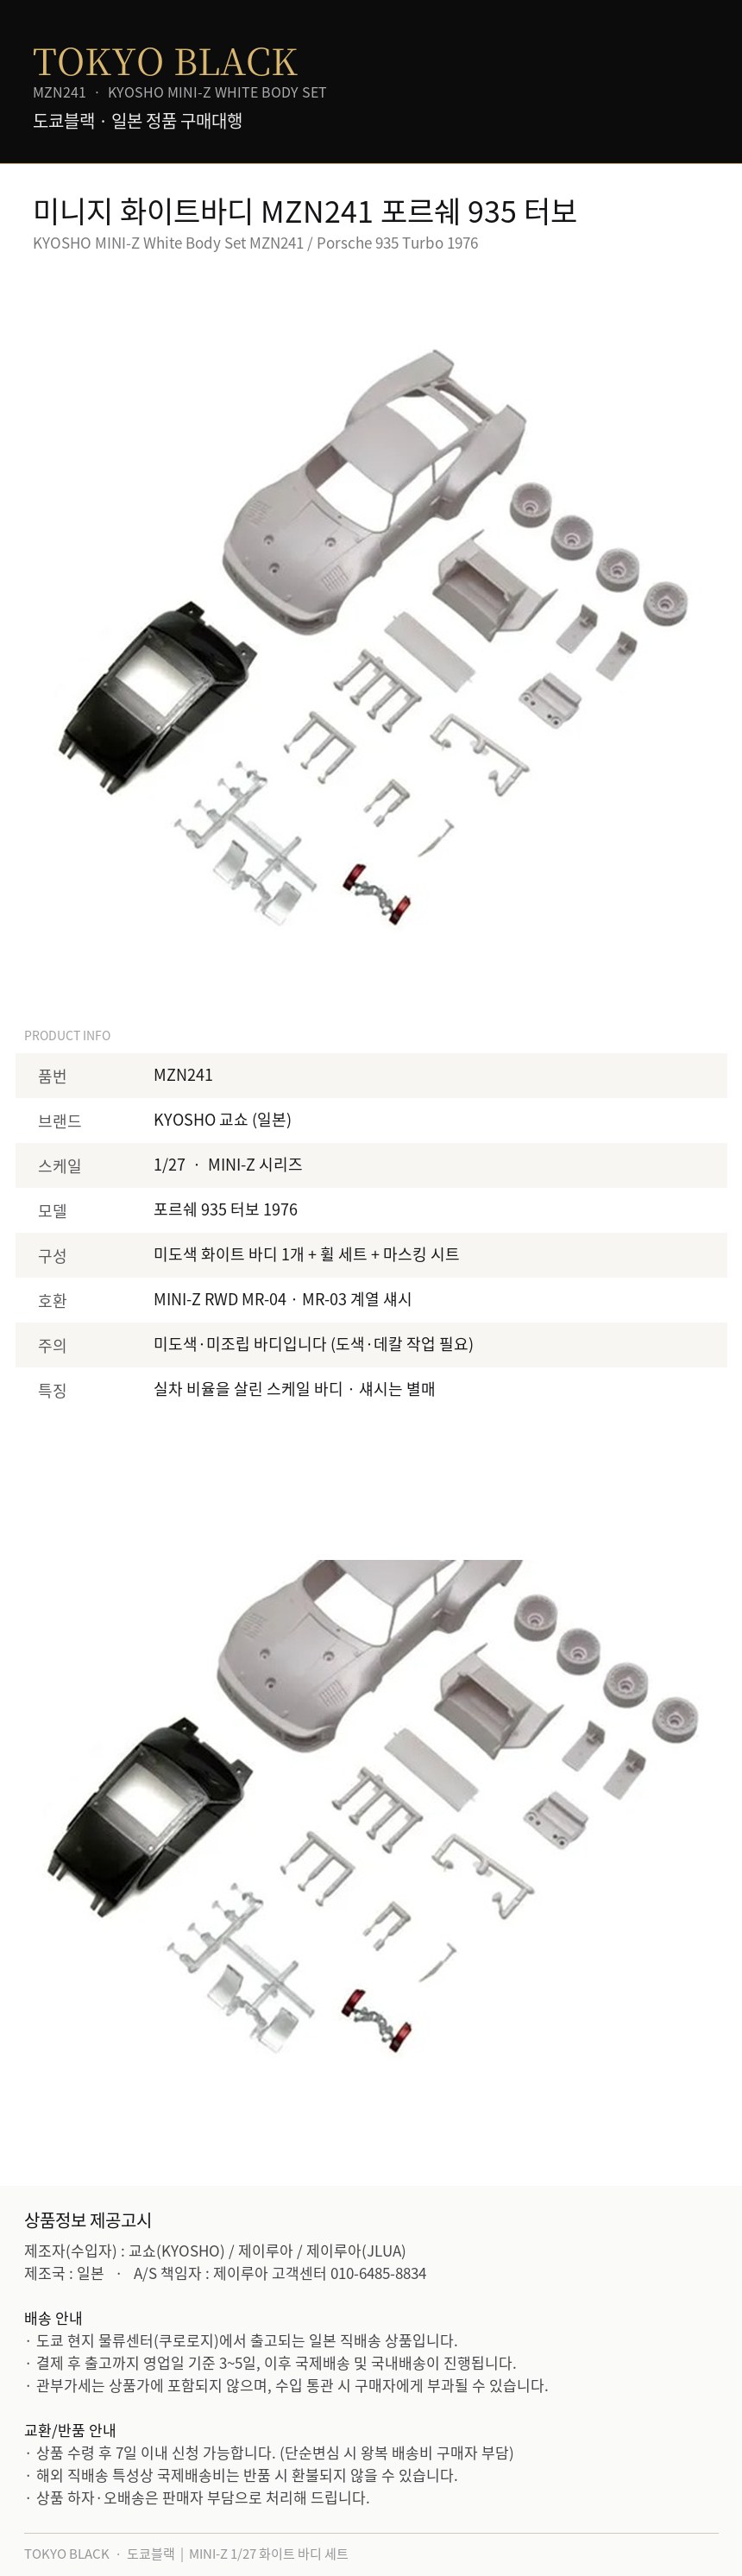 TOKYO BLACK
MZN241 · KYOSHO MINI-Z WHITE BODY SET
도쿄블랙 · 일본 정품 구매대행
미니지 화이트바디 MZN241 포르쉐 935 터보
KYOSHO MINI-Z White Body Set MZN241 / Porsche 935 Turbo 1976
PRODUCT INFO
품번 MZN241
브랜드 KYOSHO 교쇼 (일본)
스케일 1/27 · MINI-Z 시리즈
모델 포르쉐 935 터보 1976
구성 미도색 화이트 바디 1개 + 휠 세트 + 마스킹 시트
호환 MINI-Z RWD MR-04 · MR-03 계열 섀시
주의 미도색·미조립 바디입니다 (도색·데칼 작업 필요)
특징 실차 비율을 살린 스케일 바디 · 섀시는 별매
상품정보 제공고시
제조자(수입자) : 교쇼(KYOSHO) / 제이루아 / 제이루아(JLUA)
제조국 : 일본 · A/S 책임자 : 제이루아 고객센터 010-6485-8834
배송 안내
· 도쿄 현지 물류센터(쿠로로지)에서 출고되는 일본 직배송 상품입니다.
· 결제 후 출고까지 영업일 기준 3~5일, 이후 국제배송 및 국내배송이 진행됩니다.
· 관부가세는 상품가에 포함되지 않으며, 수입 통관 시 구매자에게 부과될 수 있습니다.
교환/반품 안내
· 상품 수령 후 7일 이내 신청 가능합니다. (단순변심 시 왕복 배송비 구매자 부담)
· 해외 직배송 특성상 국제배송비는 반품 시 환불되지 않을 수 있습니다.
· 상품 하자·오배송은 판매자 부담으로 처리해 드립니다.
TOKYO BLACK · 도쿄블랙 | MINI-Z 1/27 화이트 바디 세트